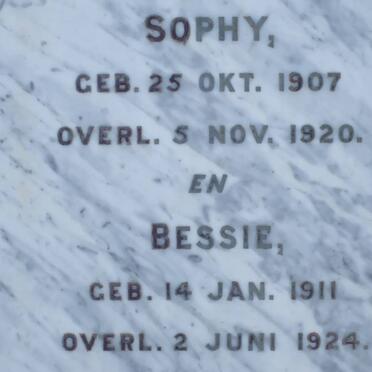 SOPHY,
GEB. 25 OKT. 1907
OVERL. 5 NOV. 1920.
EN
BESSIE,
GEB. 14 JAN. 1911
OVERL. 2 JUNI 1924.